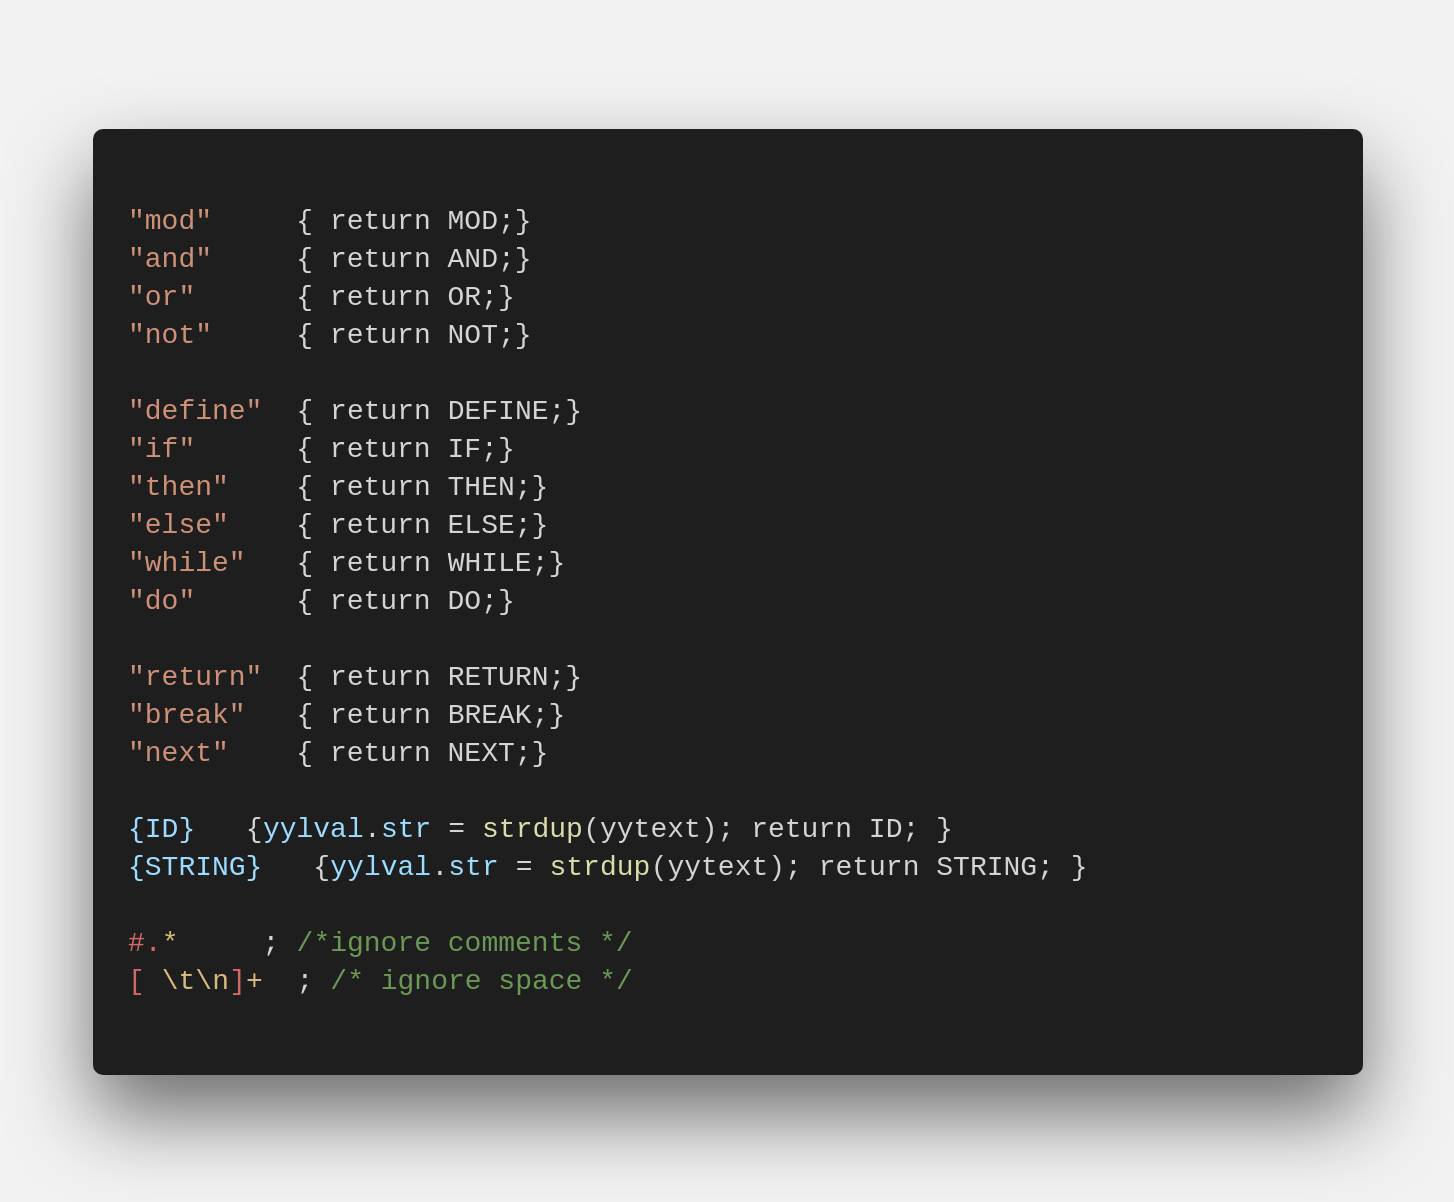 "mod"     { return MOD;}
"and"     { return AND;}
"or"      { return OR;}
"not"     { return NOT;}
"define"  { return DEFINE;}
"if"      { return IF;}
"then"    { return THEN;}
"else"    { return ELSE;}
"while"   { return WHILE;}
"do"      { return DO;}
"return"  { return RETURN;}
"break"   { return BREAK;}
"next"    { return NEXT;}
{ID}   {yylval.str = strdup(yytext); return ID; }
{STRING}   {yylval.str = strdup(yytext); return STRING; }
#.*     ; /*ignore comments */
[ \t\n]+  ; /* ignore space */